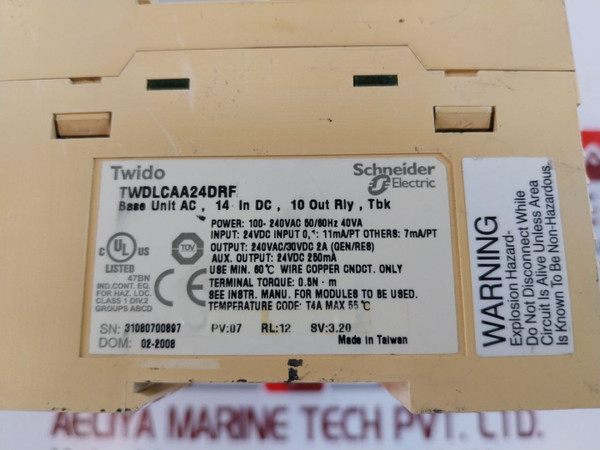 Twido
Schneider
Electric
TWDLCAA24DRF
Base Unit AC, 14 In DC, 10 Out Rly, Tbk
POWER: 100-240VAC 50/60Hz 40VA
INPUT: 24VDC INPUT 0,1: 11mA/PT OTHERS: 7mA/PT
OUTPUT: 240VAC/30VDC 2A (GEN/RES)
AUX. OUTPUT: 24VDC 250mA
USE MIN. 60°C WIRE COPPER CNDCT. ONLY
TERMINAL TORQUE: 0.5N·m
SEE INSTR. MANU. FOR MODULES TO BE USED.
TEMPERATURE CODE: T4A MAX 55°C
C UL US
LISTED
47BN
IND.CONT. EQ.
FOR HAZ. LOC.
CLASS 1 DIV.2
GROUPS ABCD
TÜV
CE
SN: 31080700897 PV:07 RL:12 SV:3.20
DOM: 02-2008
Made in Taiwan
WARNING
Explosion Hazard-
Do Not Disconnect While
Circuit Is Alive Unless Area
Is Known To Be Non-Hazardous.
AELIYA MARINE TECH PVT. LTD.